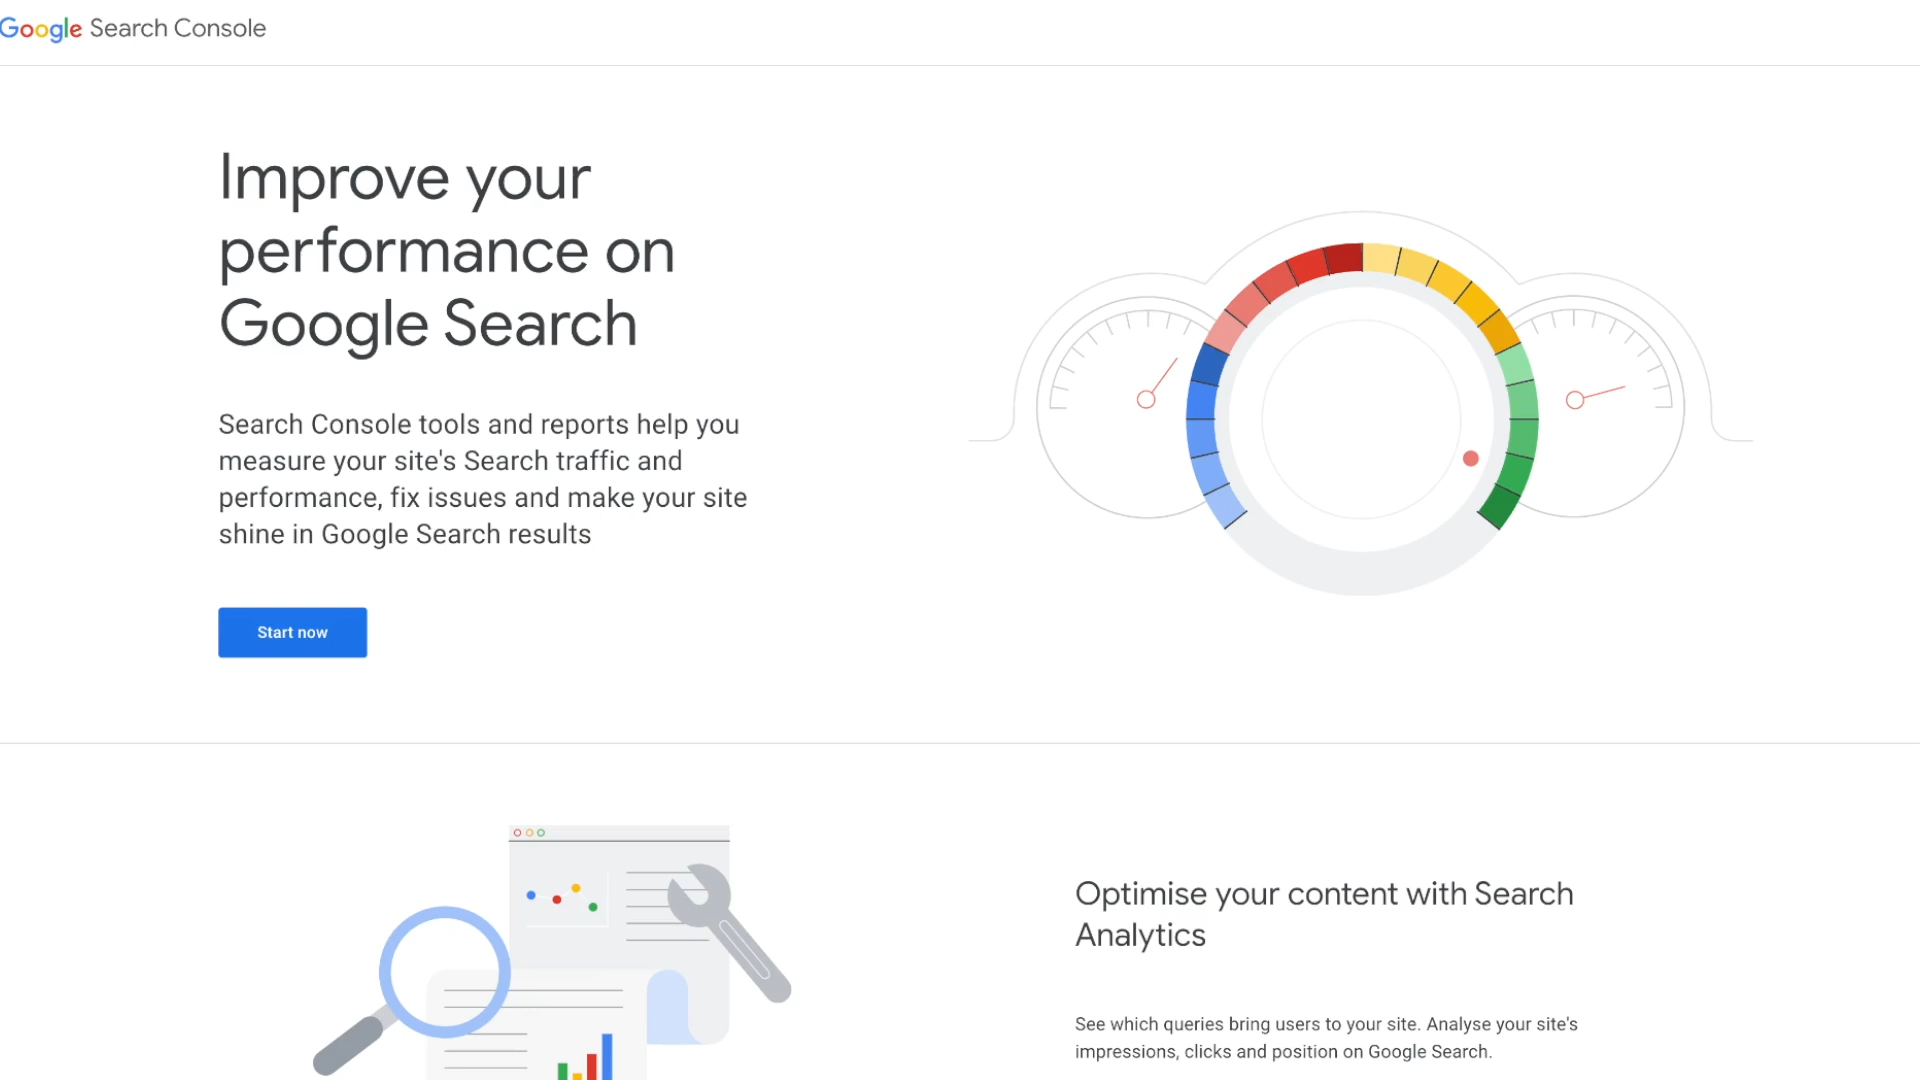 Google Search Console
Improve your
performance on
Google Search
Search Console tools and reports help you
measure your site's Search traffic and
performance, fix issues and make your site
shine in Google Search results
Start now
Optimise your content with Search
Analytics
See which queries bring users to your site. Analyse your site's
impressions, clicks and position on Google Search.